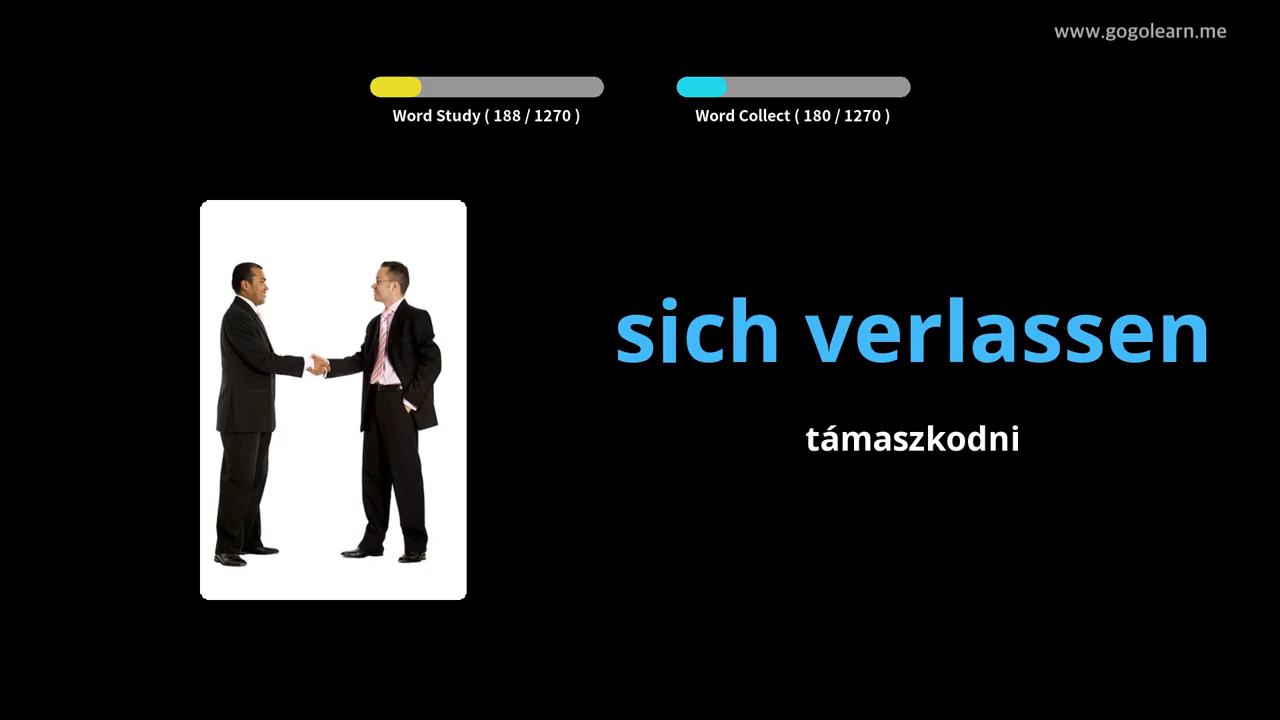 www.gogolearn.me
Word Study ( 188 / 1270 )
Word Collect ( 180 / 1270 )
sich verlassen
támaszkodni